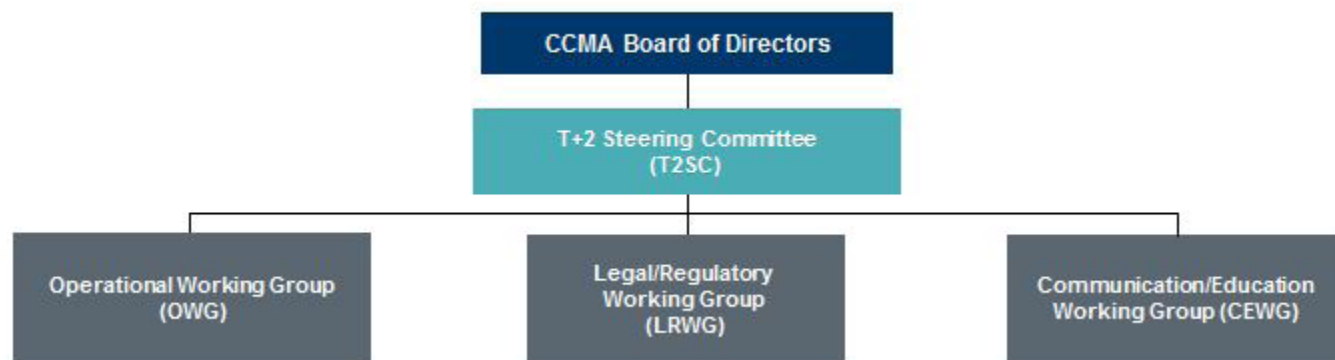 CCMA Board of Directors
T+2 Steering Committee
(T2SC)
Operational Working Group
(OWG)
Legal/Regulatory
Working Group
(LRWG)
Communication/Education
Working Group (CEWG)